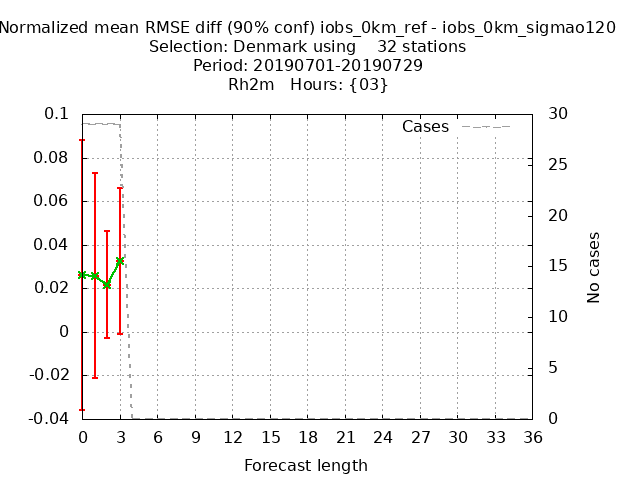 Normalized mean RMSE diff (90% conf) iobs_0km_ref - iobs_0km_sigmao120
Selection: Denmark using    32 stations
Period: 20190701-20190729
Rh2m   Hours: {03}
Cases
0.1
0.08
0.06
0.04
0.02
0
-0.02
-0.04
30
25
20
15
10
5
0
No cases
0 3 6 9 12 15 18 21 24 27 30 33 36
Forecast length